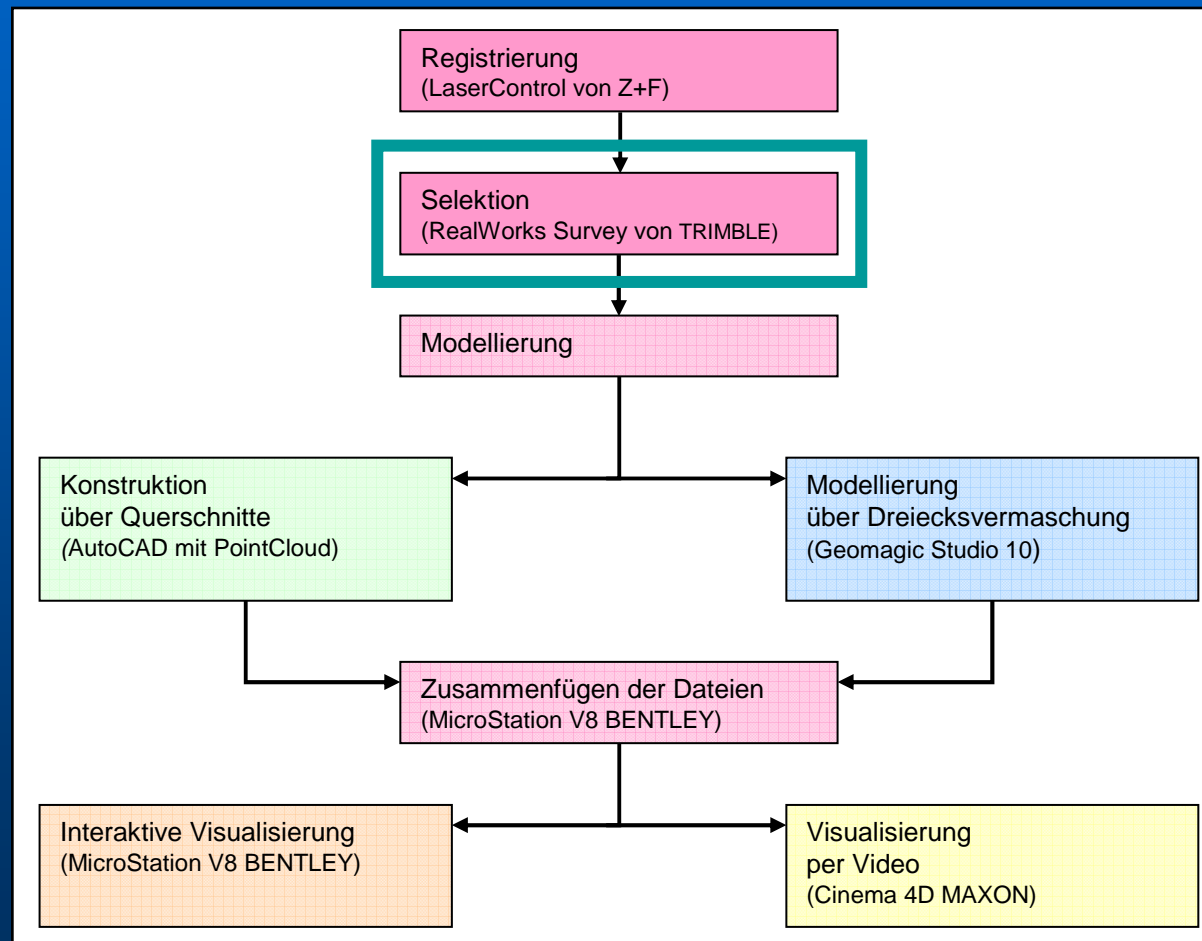 Registrierung
(LaserControl von Z+F)
Selektion
(RealWorks Survey von TRIMBLE)
Modellierung
Konstruktion
über Querschnitte
(AutoCAD mit PointCloud)
Modellierung
über Dreiecksvermaschung
(Geomagic Studio 10)
Zusammenfügen der Dateien
(MicroStation V8 BENTLEY)
Interaktive Visualisierung
(MicroStation V8 BENTLEY)
Visualisierung
per Video
(Cinema 4D MAXON)